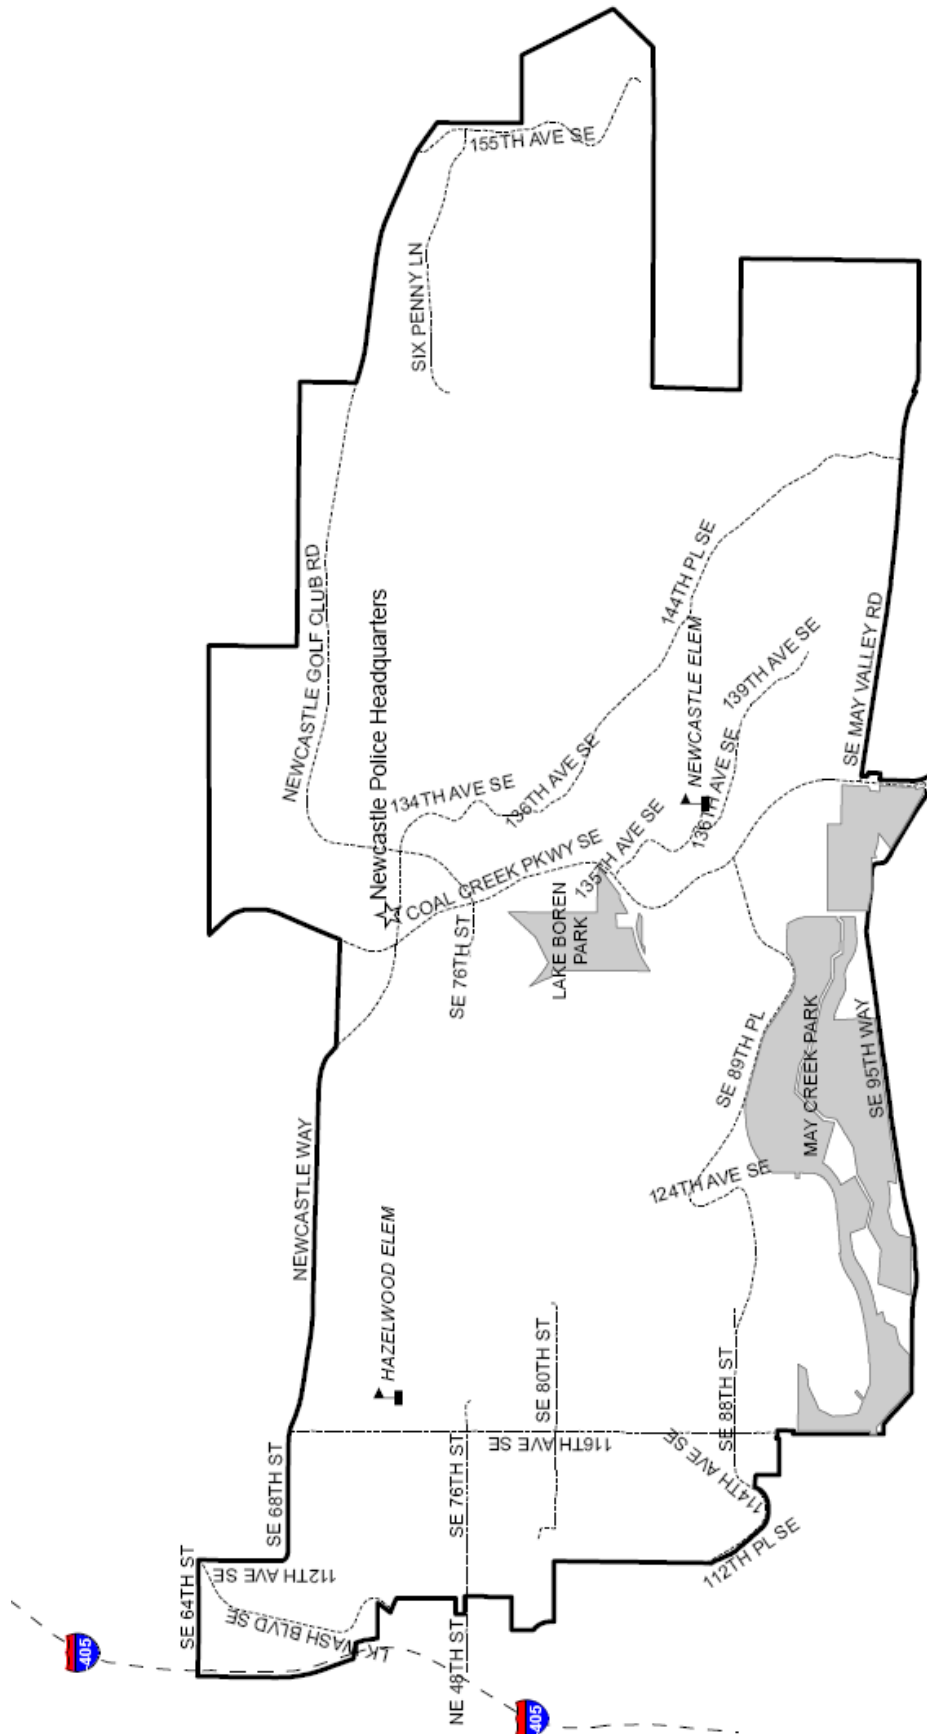 155TH AVE SE
SIX PENNY LN
NEWCASTLE GOLF CLUB RD
144TH PL SE
Newcastle Police Headquarters
NEWCASTLE ELEM
139TH AVE SE
SE MAY VALLEY RD
134TH AVE SE
136TH AVE SE
136TH AVE SE
135TH AVE SE
COAL CREEK PKWY SE
SE 76TH ST
LAKE BOREN
PARK
SE 89TH PL
MAY CREEK PARK
SE 95TH WAY
NEWCASTLE WAY
124TH AVE SE
HAZELWOOD ELEM
SE 80TH ST
SE 88TH ST
116TH AVE SE
SE 76TH ST
114TH AVE SE
SE 68TH ST
112TH PL SE
SE 64TH ST
112TH AVE SE
LK WASH BLVD SE
NE 48TH ST
405
405